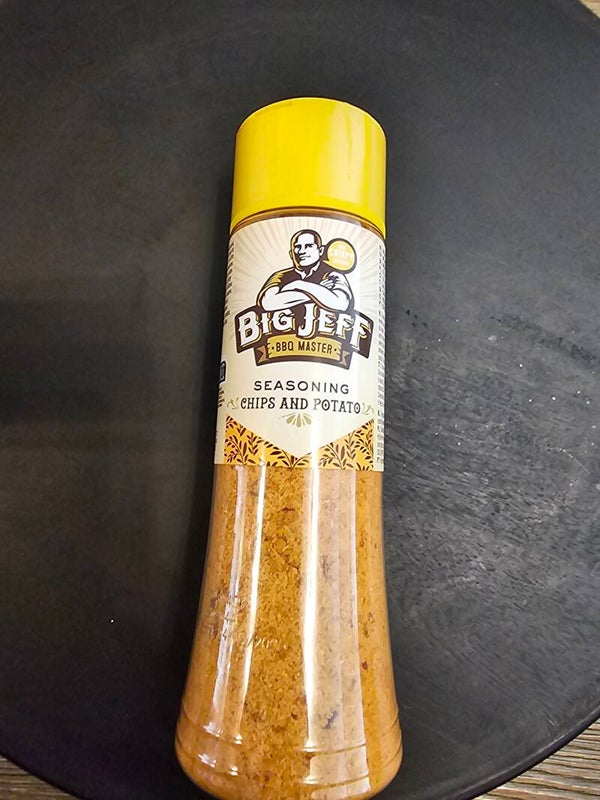 BIG JEFF
BBQ MASTER
SEASONING
CHIPS AND POTATO